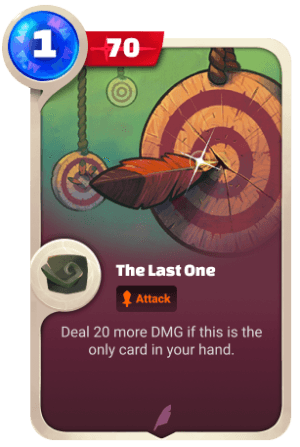 1
70
The Last One
Attack
Deal 20 more DMG if this is the
only card in your hand.